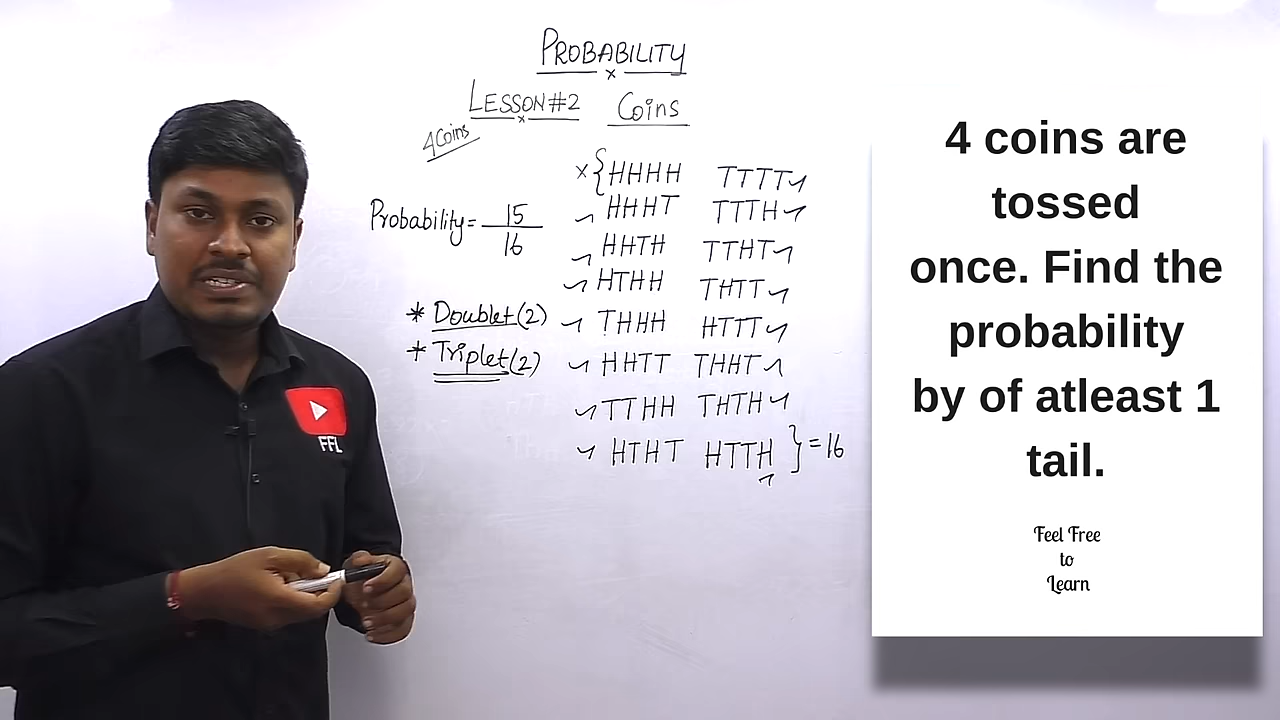 PROBABILITY
x
LESSON#2 Coins
x
4 Coins
x { HHHH TTTT ✓
✓ HHHT TTTH ✓
Probability = 15/16
✓ HHTH TTHT ✓
✓ HTHH THTT ✓
* Doublet(2)
✓ THHH HTTT ✓
* Triplet(2)
✓ HHTT THHT ✓
✓ TTHH THTH ✓
✓ HTHT HTTH ✓ } = 16
FFL
4 coins are
tossed
once. Find the
probability
by of atleast 1
tail.
Feel Free
to
Learn